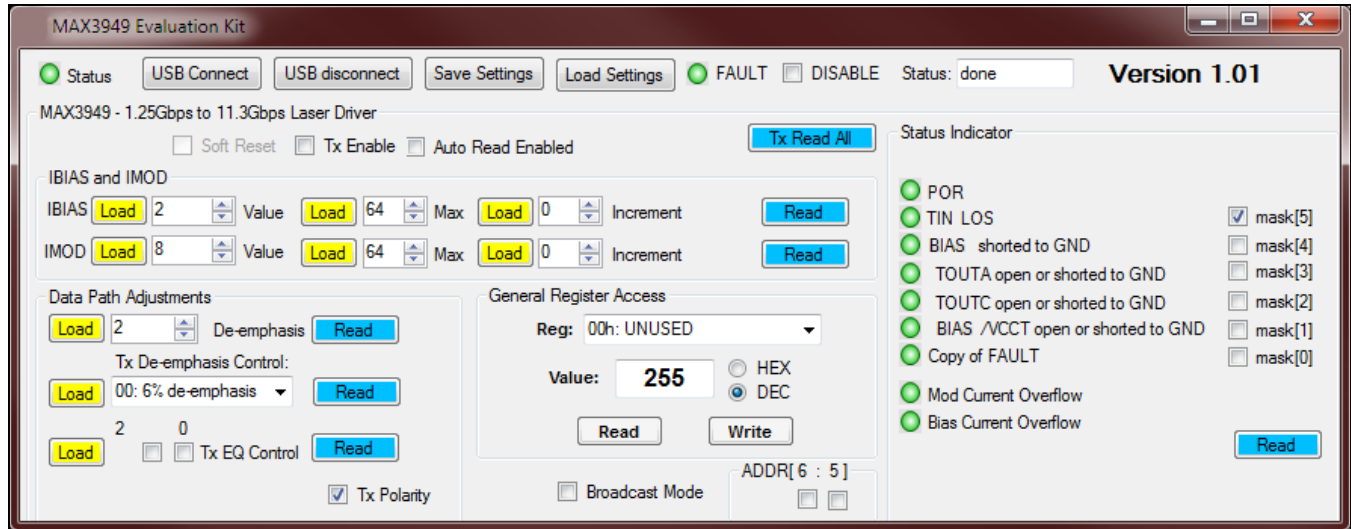 MAX3949 Evaluation Kit
Status USB Connect USB disconnect Save Settings Load Settings FAULT DISABLE Status: done Version 1.01
MAX3949 - 1.25Gbps to 11.3Gbps Laser Driver
Soft Reset Tx Enable Auto Read Enabled Tx Read All
IBIAS and IMOD
IBIAS Load 2 Value Load 64 Max Load 0 Increment Read
IMOD Load 8 Value Load 64 Max Load 0 Increment Read
Data Path Adjustments
Load 2 De-emphasis Read
Tx De-emphasis Control:
Load 00: 6% de-emphasis Read
2 0
Load Tx EQ Control Read
Tx Polarity
General Register Access
Reg: 00h: UNUSED
Value: 255 HEX
DEC
Read Write
Broadcast Mode
ADDR[ 6 : 5 ]
Status Indicator
POR
TIN LOS mask[5]
BIAS shorted to GND mask[4]
TOUTA open or shorted to GND mask[3]
TOUTC open or shorted to GND mask[2]
BIAS /VCCT open or shorted to GND mask[1]
Copy of FAULT mask[0]
Mod Current Overflow
Bias Current Overflow
Read